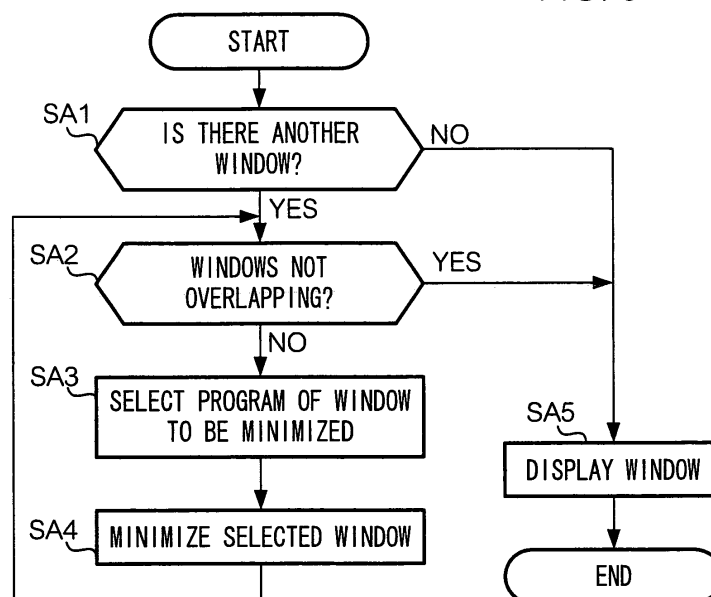 START
SA1
IS THERE ANOTHER
WINDOW?
NO
YES
SA2
WINDOWS NOT
OVERLAPPING?
YES
NO
SA3
SELECT PROGRAM OF WINDOW
TO BE MINIMIZED
SA5
DISPLAY WINDOW
SA4
MINIMIZE SELECTED WINDOW
END